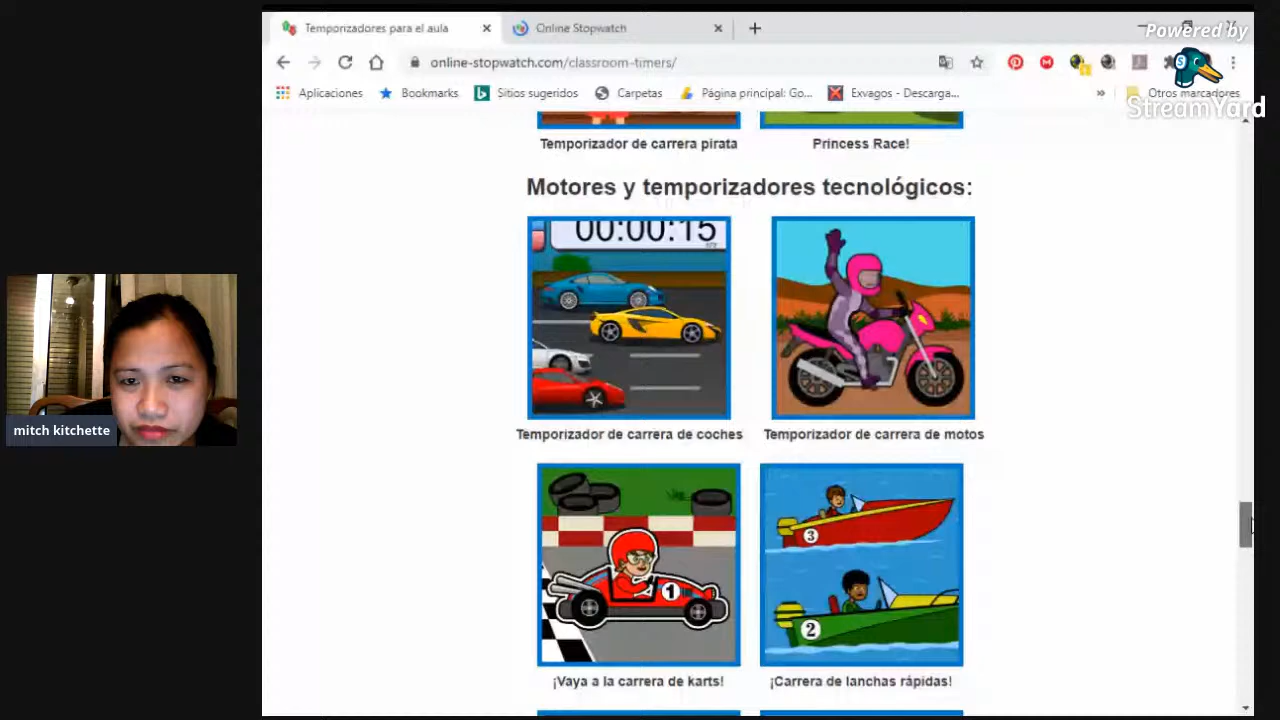 Temporizadores para el aula
Online Stopwatch
Powered by
online-stopwatch.com/classroom-timers/
Aplicaciones
Bookmarks
Sitios sugeridos
Carpetas
Página principal: Go...
Exvagos - Descarga...
»
Otros marcadores
StreamYard
Temporizador de carrera pirata
Princess Race!
Motores y temporizadores tecnológicos:
00:00:15
Temporizador de carrera de coches
Temporizador de carrera de motos
mitch kitchette
1
3
2
¡Vaya a la carrera de karts!
¡Carrera de lanchas rápidas!